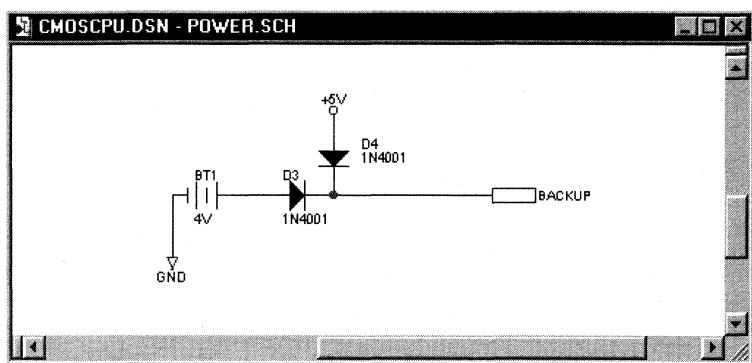 CMOSCPU.DSN - POWER.SCH
+5V
D4
1N4001
BT1
D3
4V
1N4001
BACKUP
GND